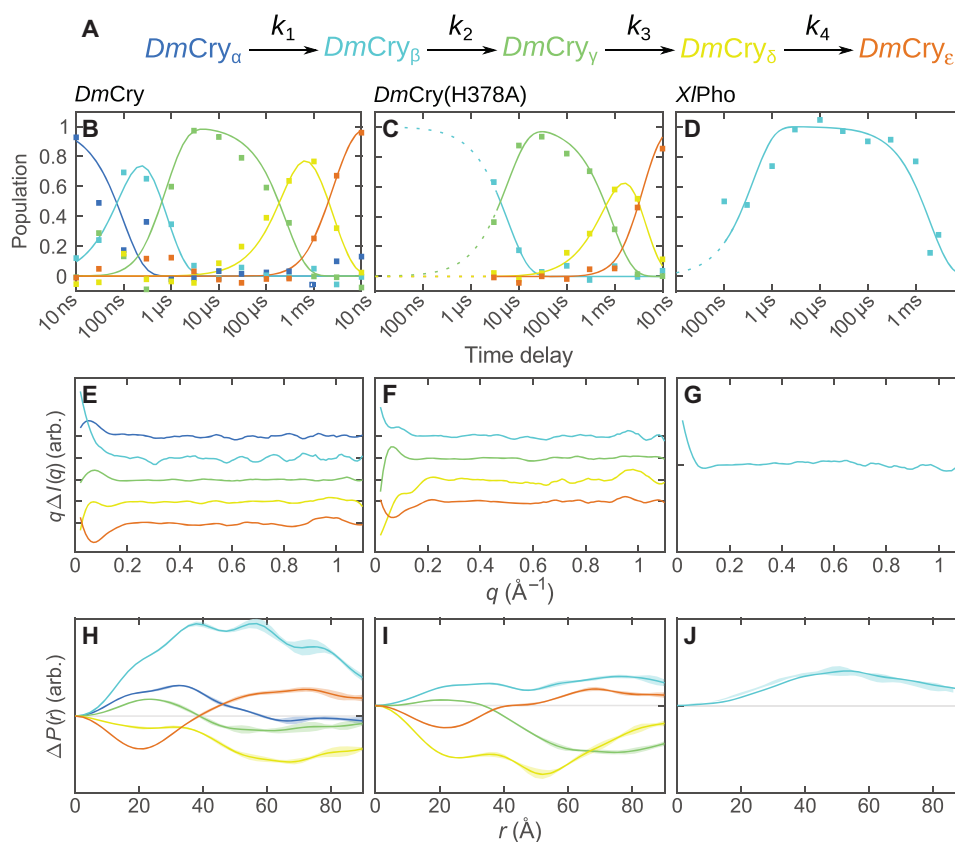 A
k1 k2 k3 k4
DmCryα DmCryβ DmCryγ DmCryδ DmCryε
DmCry DmCry(H378A) XlPho
B C D
Population
1
0.8
0.6
0.4
0.2
0
10 ns 100 ns 1 µs 10 µs 100 µs 1 ms 10 ns
100 ns 1 µs 10 µs 100 µs 1 ms 10 ns
100 ns 1 µs 10 µs 100 µs 1 ms
Time delay
E F G
qΔI(q) (arb.)
0 0.2 0.4 0.6 0.8 1
0 0.2 0.4 0.6 0.8 1
0 0.2 0.4 0.6 0.8 1
q (Å−1)
H I J
ΔP(r) (arb.)
0 20 40 60 80
0 20 40 60 80
0 20 40 60 80
r (Å)